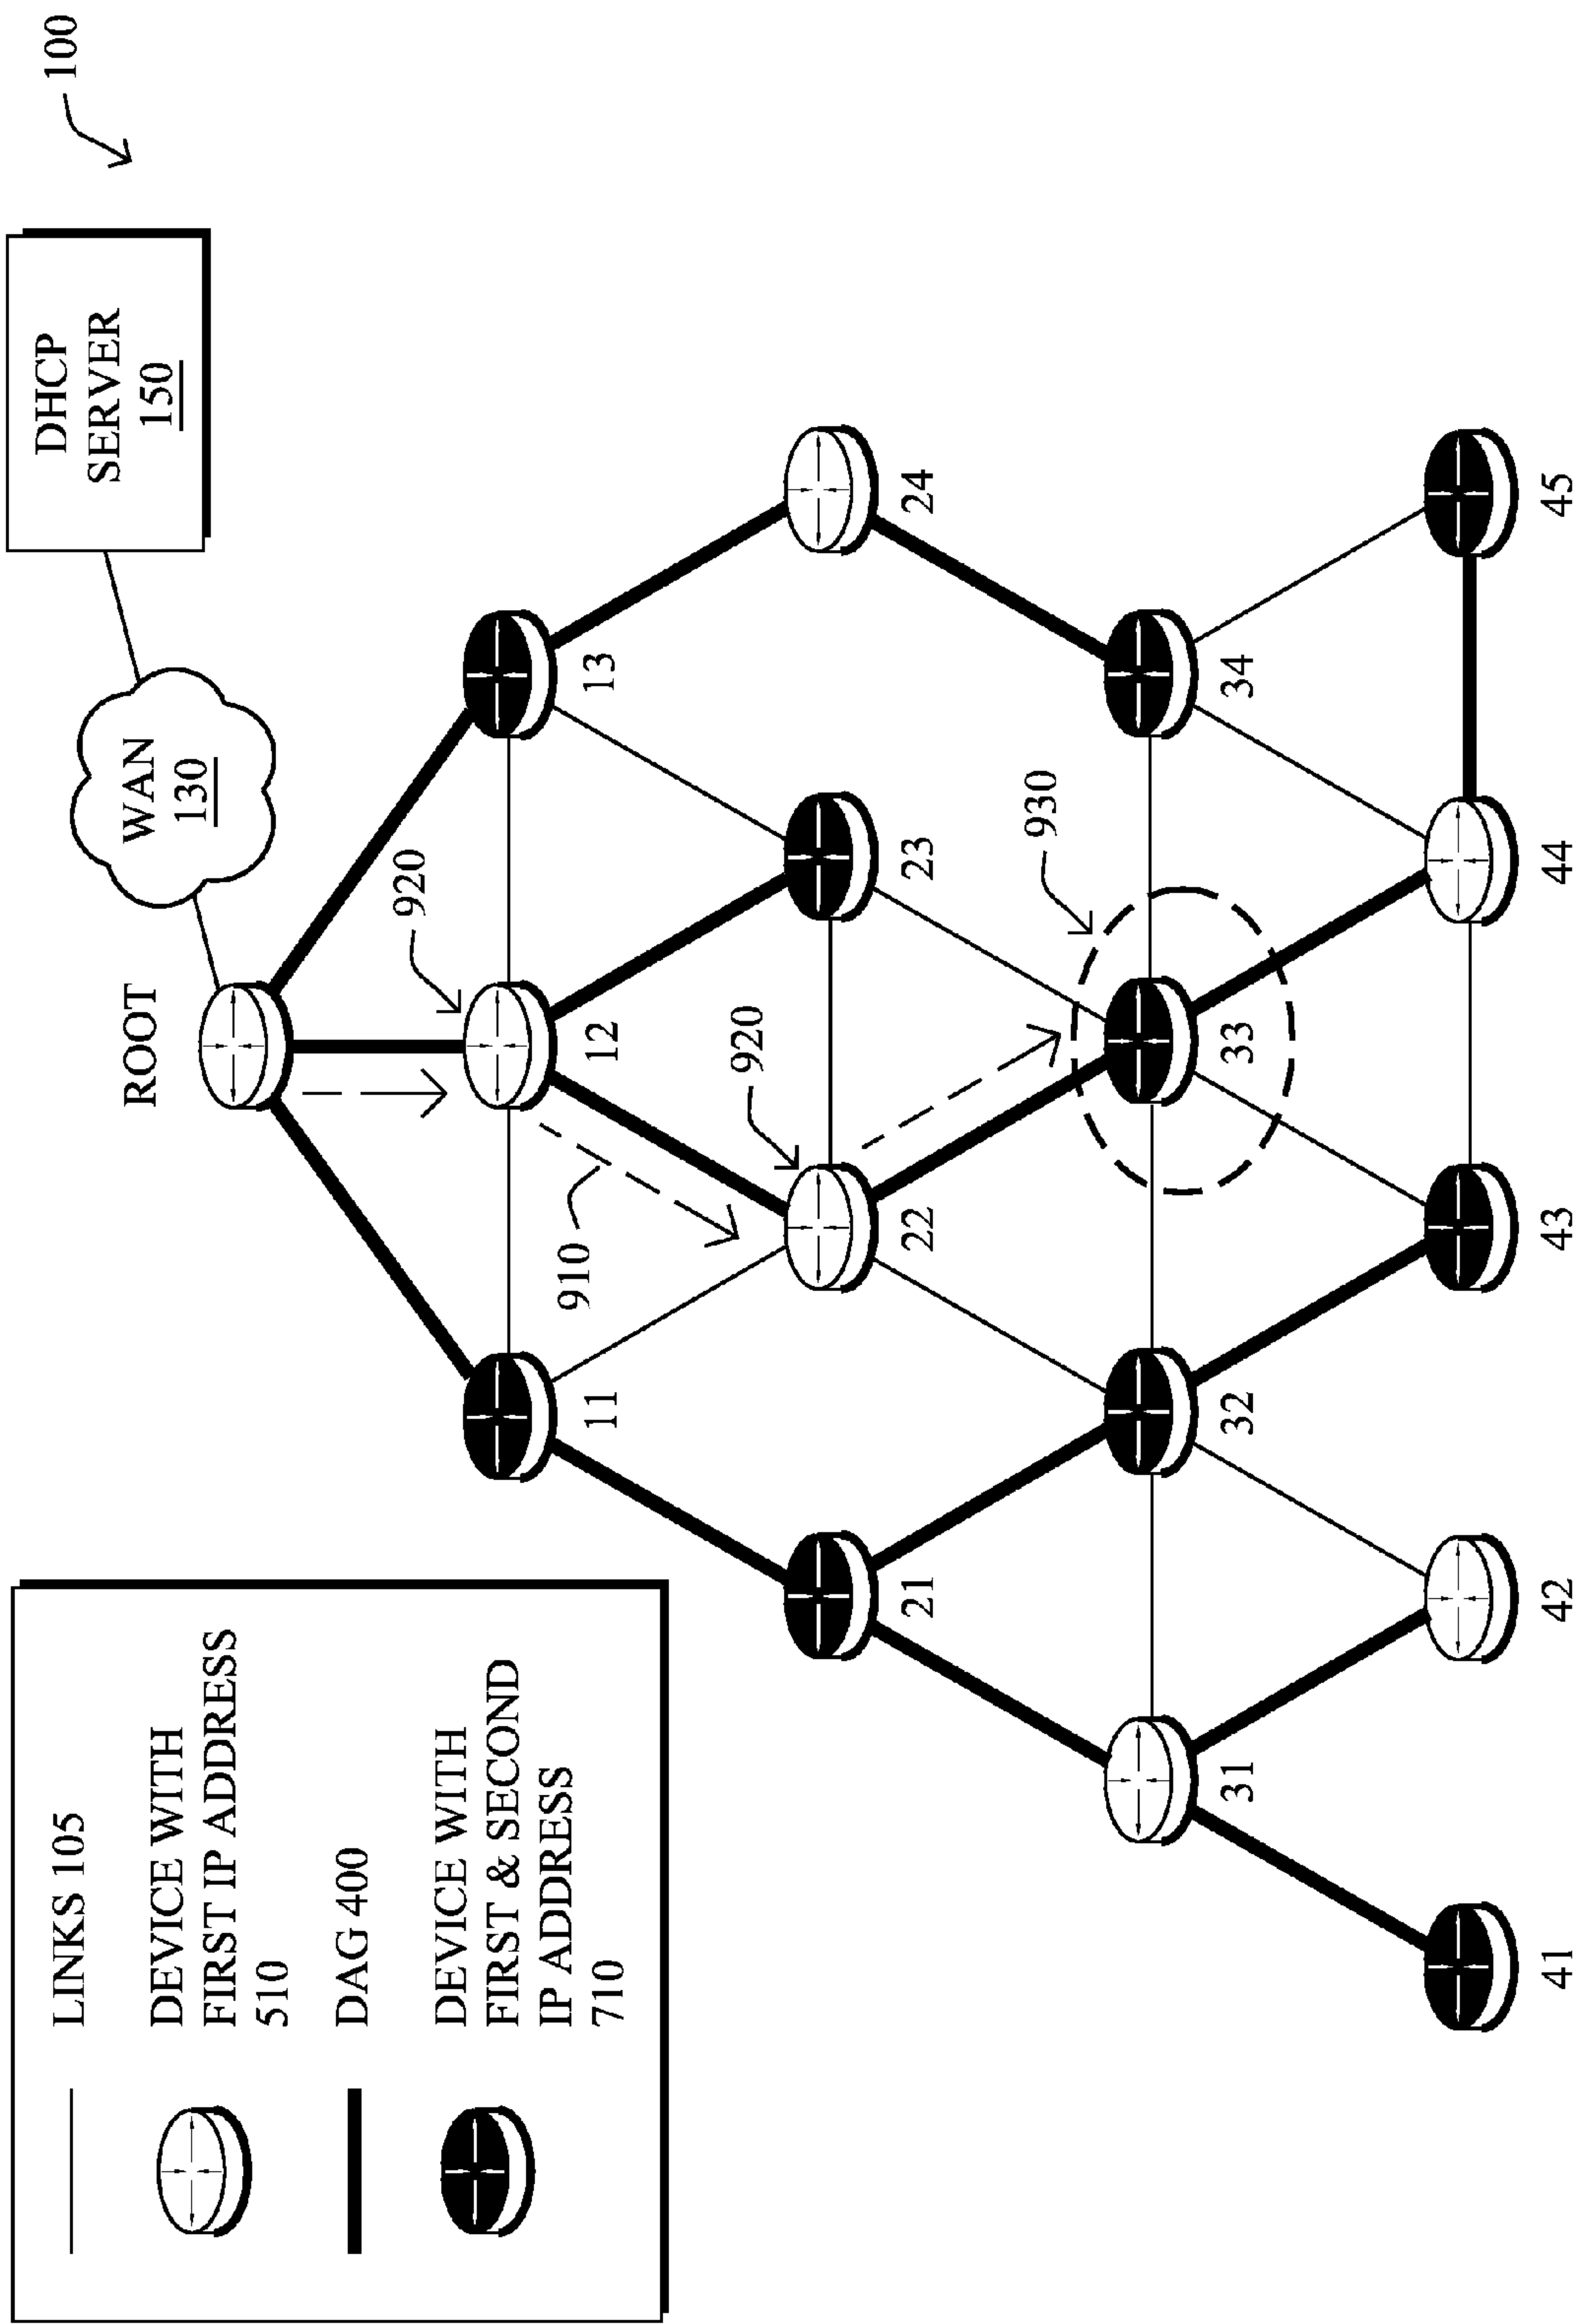 LINKS 105
DEVICE WITH
FIRST IP ADDRESS
510
DAG 400
DEVICE WITH
FIRST & SECOND
IP ADDRESS
710
ROOT
WAN
130
DHCP
SERVER
150
100
920
11
12
13
910
920
21
22
23
24
930
31
32
33
34
41
42
43
44
45